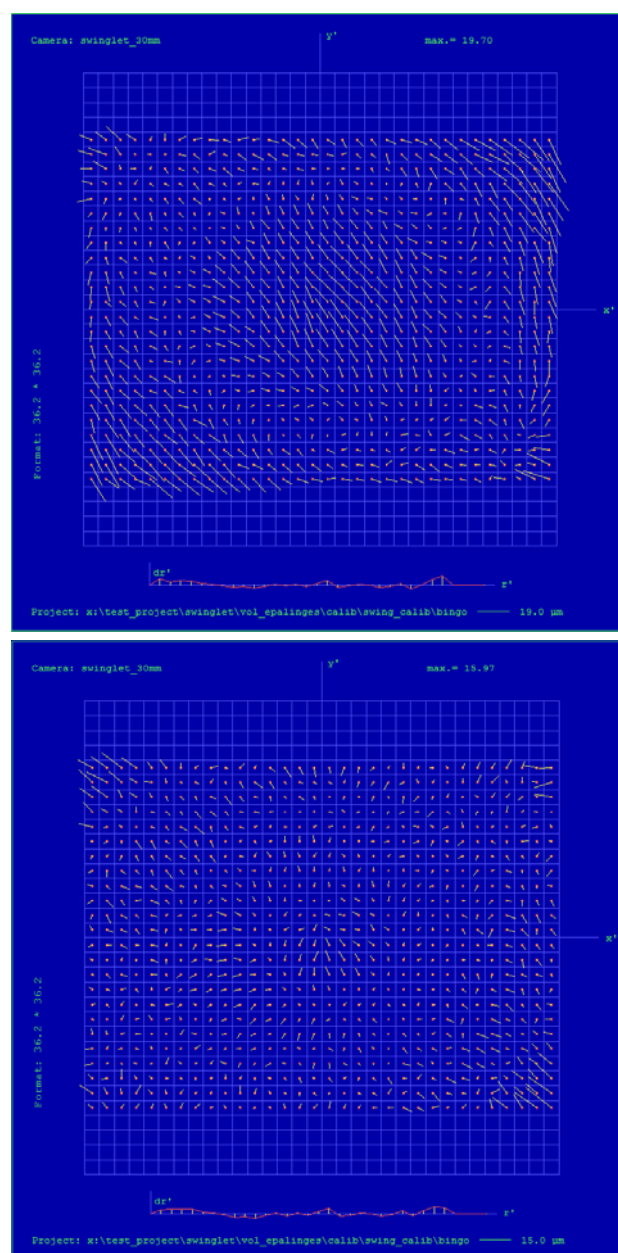 Camera: swinglet_30mm
y'
max.= 19.70
x'
Format: 36.2 * 36.2
dr'
r'
Project: x:\test_project\swinglet\vol_epalinges\calib\swing_calib\bingo
19.0 µm
Camera: swinglet_30mm
y'
max.= 15.97
x'
Format: 36.2 * 36.2
dr'
r'
Project: x:\test_project\swinglet\vol_epalinges\calib\swing_calib\bingo
15.0 µm